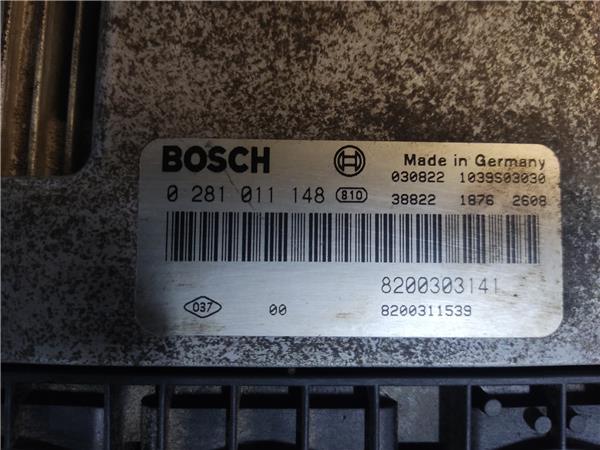 BOSCH
Made in Germany
030822 1039S03030
0 281 011 148 810
38822 1876 2608
8200303141
037 00 8200311539